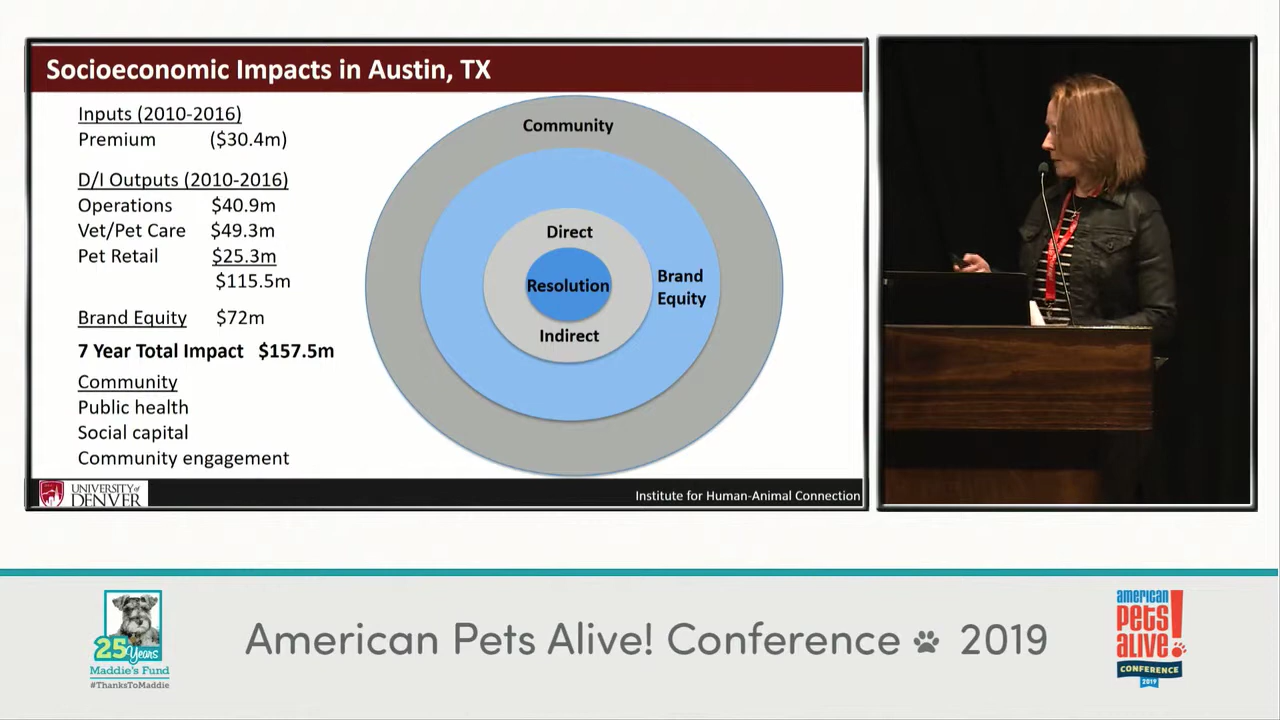 Socioeconomic Impacts in Austin, TX
Inputs (2010-2016)
Premium ($30.4m)
D/I Outputs (2010-2016)
Operations $40.9m
Vet/Pet Care $49.3m
Pet Retail $25.3m
$115.5m
Brand Equity $72m
7 Year Total Impact $157.5m
Community
Public health
Social capital
Community engagement
Community
Direct
Resolution
Indirect
Brand
Equity
UNIVERSITY of
DENVER
Institute for Human-Animal Connection
25 Years
Maddie's Fund
#ThanksToMaddie
American Pets Alive! Conference 2019
american
pets
alive!
CONFERENCE
2019